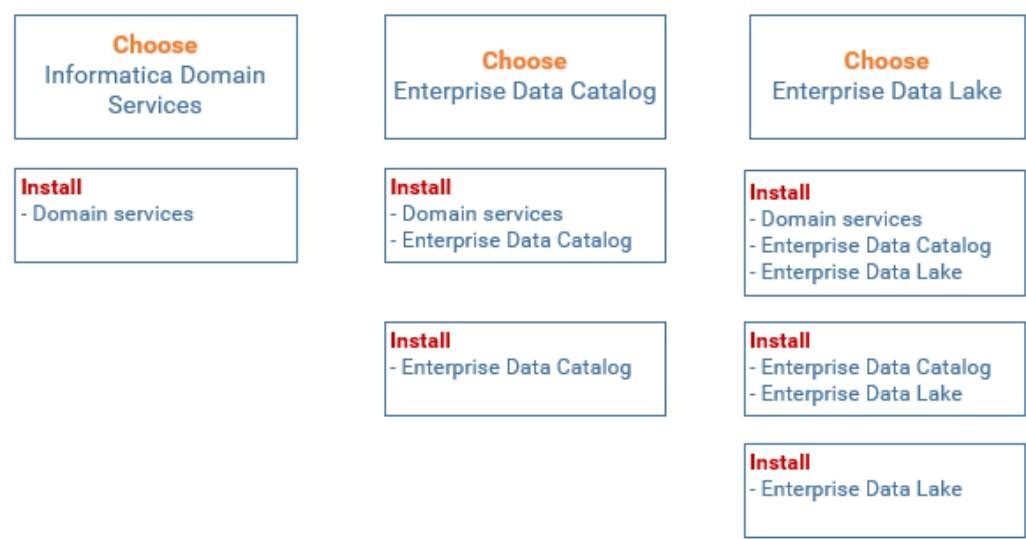 Choose
Informatica Domain
Services
Choose
Enterprise Data Catalog
Choose
Enterprise Data Lake
Install
- Domain services
Install
- Domain services
- Enterprise Data Catalog
Install
- Domain services
- Enterprise Data Catalog
- Enterprise Data Lake
Install
- Enterprise Data Catalog
Install
- Enterprise Data Catalog
- Enterprise Data Lake
Install
- Enterprise Data Lake